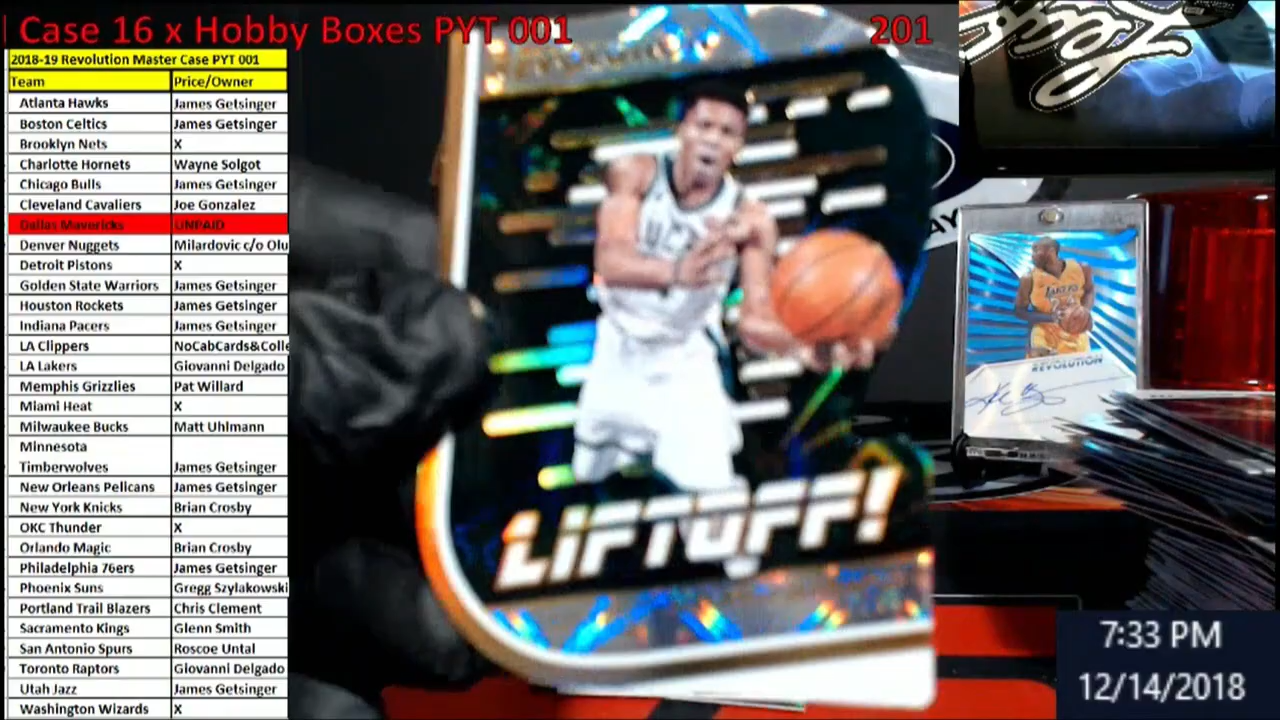 Case 16 x Hobby Boxes PYT 001
201
2018-19 Revolution Master Case PYT 001
Team Price/Owner
Atlanta Hawks James Getsinger
Boston Celtics James Getsinger
Brooklyn Nets X
Charlotte Hornets Wayne Solgot
Chicago Bulls James Getsinger
Cleveland Cavaliers Joe Gonzalez
Dallas Mavericks UNPAID
Denver Nuggets Milardovic c/o Olu
Detroit Pistons X
Golden State Warriors James Getsinger
Houston Rockets James Getsinger
Indiana Pacers James Getsinger
LA Clippers NoCabCards&Colle
LA Lakers Giovanni Delgado
Memphis Grizzlies Pat Willard
Miami Heat X
Milwaukee Bucks Matt Uhlmann
Minnesota
Timberwolves James Getsinger
New Orleans Pelicans James Getsinger
New York Knicks Brian Crosby
OKC Thunder X
Orlando Magic Brian Crosby
Philadelphia 76ers James Getsinger
Phoenix Suns Gregg Szylakowski
Portland Trail Blazers Chris Clement
Sacramento Kings Glenn Smith
San Antonio Spurs Roscoe Untal
Toronto Raptors Giovanni Delgado
Utah Jazz James Getsinger
Washington Wizards X
LIFTOFF!
LAKERS
24
REVOLUTION
7:33 PM
12/14/2018